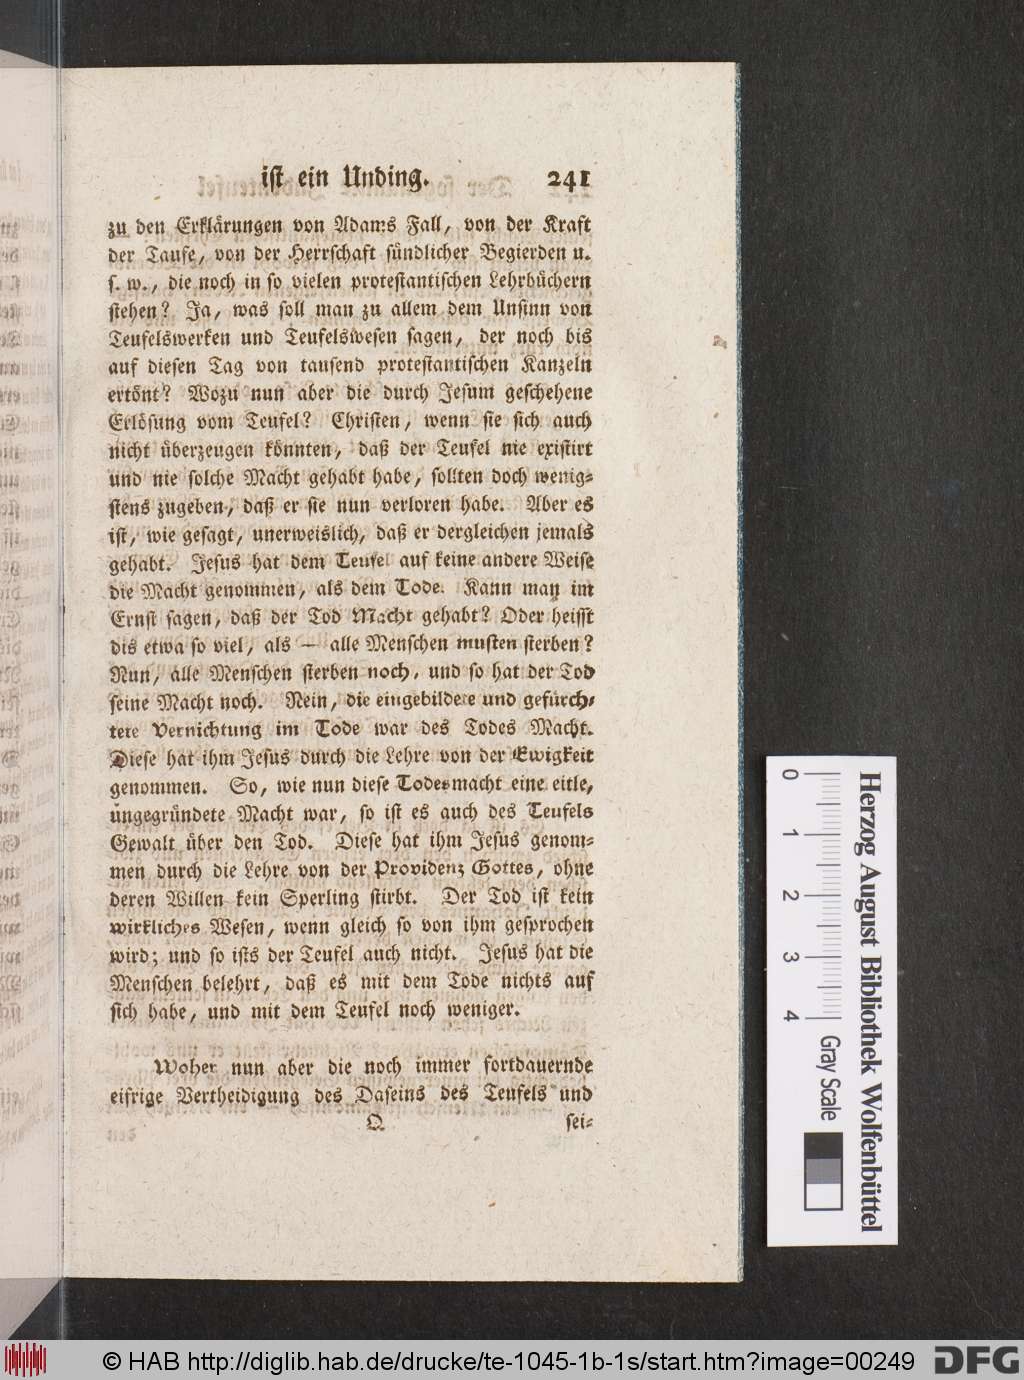 ist ein Unding. 241
zu den Erklärungen von Adams Fall, von der Kraft
der Taufe, von der Herrschaft sündlicher Begierden u.
s. w., die noch in so vielen protestantischen Lehrbüchern
stehen? Ja, was soll man zu allem dem Unsinn von
Teufelswerken und Teufelswesen sagen, der noch bis
auf diesen Tag von tausend protestantischen Kanzeln
ertönt? Wozu nun aber die durch Jesum geschehene
Erlösung vom Teufel? Christen, wenn sie sich auch
nicht überzeugen könnten, daß der Teufel nie existirt
und nie solche Macht gehabt habe, sollten doch wenig-
stens zugeben, daß er sie nun verloren habe. Aber es
ist, wie gesagt, unerweislich, daß er dergleichen jemals
gehabt. Jesus hat dem Teufel auf keine andere Weise
die Macht genommen, als dem Tode. Kann man im
Ernst sagen, daß der Tod Macht gehabt? Oder heisst
dis etwa so viel, als — alle Menschen musten sterben?
Nun, alle Menschen sterben noch, und so hat der Tod
seine Macht noch. Nein, die eingebildete und gefürch-
tete Vernichtung im Tode war des Todes Macht.
Diese hat ihm Jesus durch die Lehre von der Ewigkeit
genommen. So, wie nun diese Todesmacht eine eitle,
ungegründete Macht war, so ist es auch des Teufels
Gewalt über den Tod. Diese hat ihm Jesus genom-
men durch die Lehre von der Providenz Gottes, ohne
deren Willen kein Sperling stirbt. Der Tod ist kein
wirkliches Wesen, wenn gleich so von ihm gesprochen
wird; und so ists der Teufel auch nicht. Jesus hat die
Menschen belehrt, daß es mit dem Tode nichts auf
sich habe, und mit dem Teufel noch weniger.
Woher nun aber die noch immer fortdauernde
eifrige Vertheidigung des Daseins des Teufels und
Q sei-
Herzog August Bibliothek Wolfenbüttel
0 1 2 3 4 Gray Scale
© HAB http://diglib.hab.de/drucke/te-1045-1b-1s/start.htm?image=00249
DFG